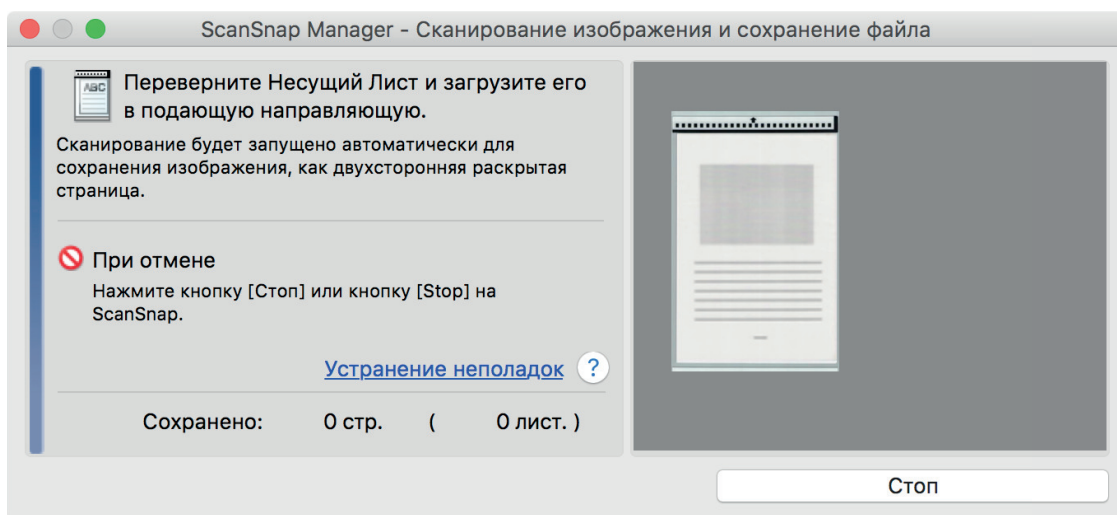 ScanSnap Manager - Сканирование изображения и сохранение файла
ABC
Переверните Несущий Лист и загрузите его
в подающую направляющую.
Сканирование будет запущено автоматически для
сохранения изображения, как двухсторонняя раскрытая
страница.
При отмене
Нажмите кнопку [Стоп] или кнопку [Stop] на
ScanSnap.
Устранение неполадок ?
Сохранено: 0 стр. ( 0 лист. )
Стоп